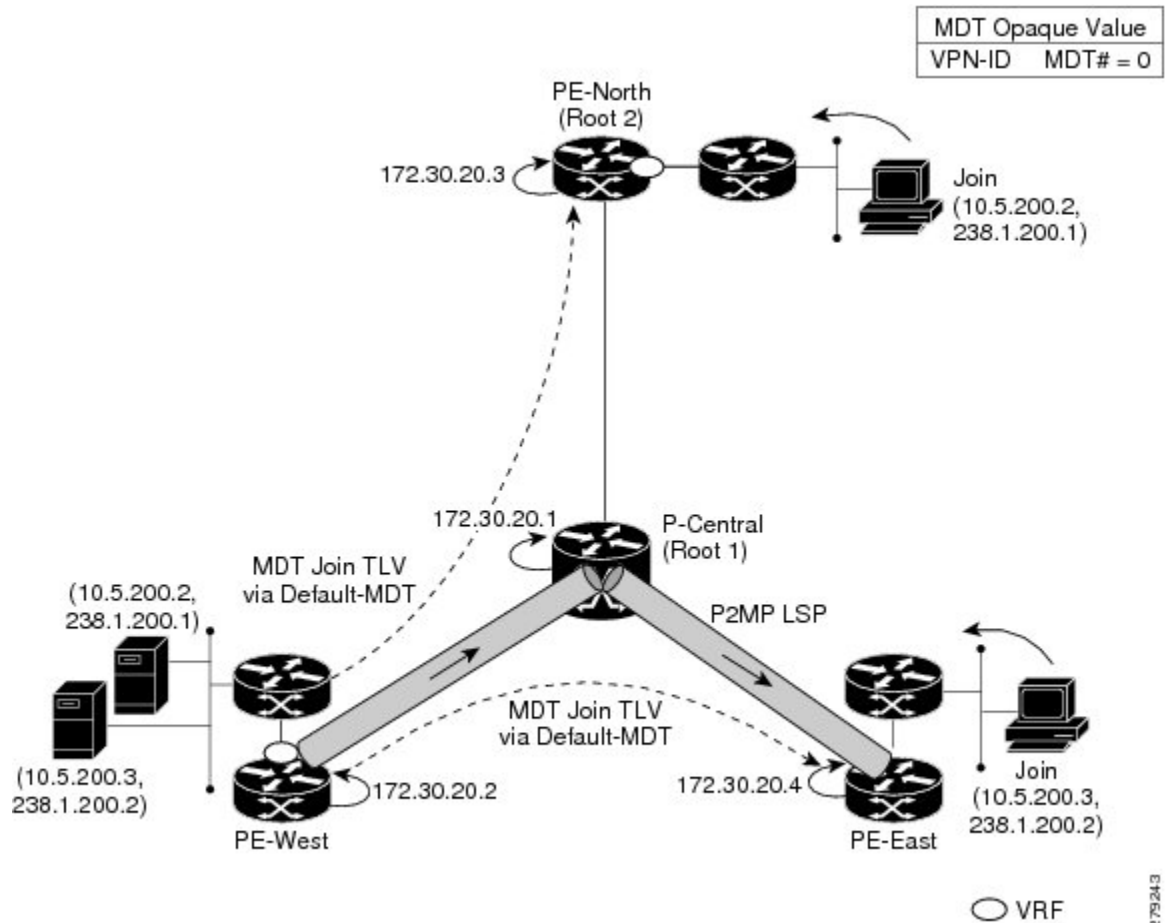 MDT Opaque Value
VPN-ID MDT# = 0
PE-North
(Root 2)
172.30.20.3
Join
(10.5.200.2,
238.1.200.1)
172.30.20.1
P-Central
(Root 1)
MDT Join TLV
via Default-MDT
(10.5.200.2,
238.1.200.1)
P2MP LSP
MDT Join TLV
via Default-MDT
(10.5.200.3,
238.1.200.2)
172.30.20.2
PE-West
172.30.20.4
PE-East
Join
(10.5.200.3,
238.1.200.2)
VRF
279243